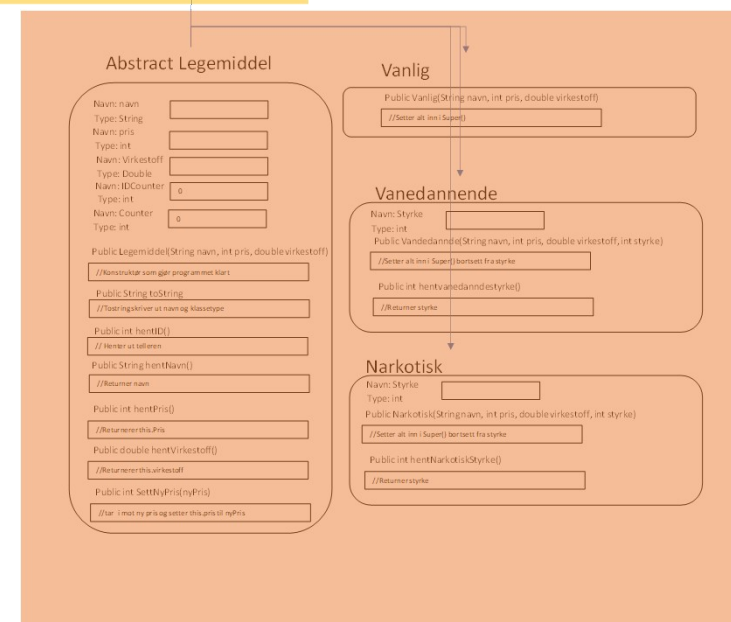 Abstract Legemiddel
Navn: navn
Type: String
Navn: pris
Type: int
Navn: Virkestoff
Type: Double
Navn: IDCounter
0
Type: int
Navn: Counter
0
Type: int
Public Legemiddel(String navn, int pris, double virkestoff)
//Konstruktør som gjør programmet klart
Public String toString
//Tostring skriver ut navn og klassetype
Public int hentID()
// Henter ut telleren
Public String hentNavn()
//Returner navn
Public int hentPris()
//Returnerer this.Pris
Public double hentVirkestoff()
//Returnerer this.virkestoff
Public int SettNyPris(nyPris)
//tar i mot ny pris og setter this.pris til nyPris
Vanlig
Public Vanlig(String navn, int pris, double virkestoff)
//Setter alt inn i Super()
Vanedannende
Navn: Styrke
Type: int
Public Vandedannde(String navn, int pris, double virkestoff, int styrke)
//Setter alt inn i Super() bortsett fra styrke
Public int hentvanedanndestyrke()
//Returner styrke
Narkotisk
Navn: Styrke
Type: int
Public Narkotisk(String navn, int pris, double virkestoff, int styrke)
//Setter alt inn i Super() bortsett fra styrke
Public int hentNarkotiskStyrke()
//Returner styrke